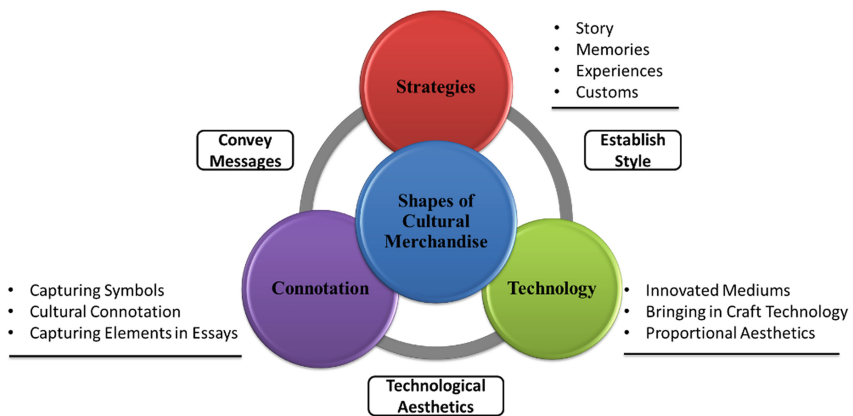 • Story
• Memories
• Experiences
• Customs
Strategies
Convey
Messages
Establish
Style
Shapes of
Cultural
Merchandise
Connotation
Technology
• Capturing Symbols
• Cultural Connotation
• Capturing Elements in Essays
• Innovated Mediums
• Bringing in Craft Technology
• Proportional Aesthetics
Technological
Aesthetics